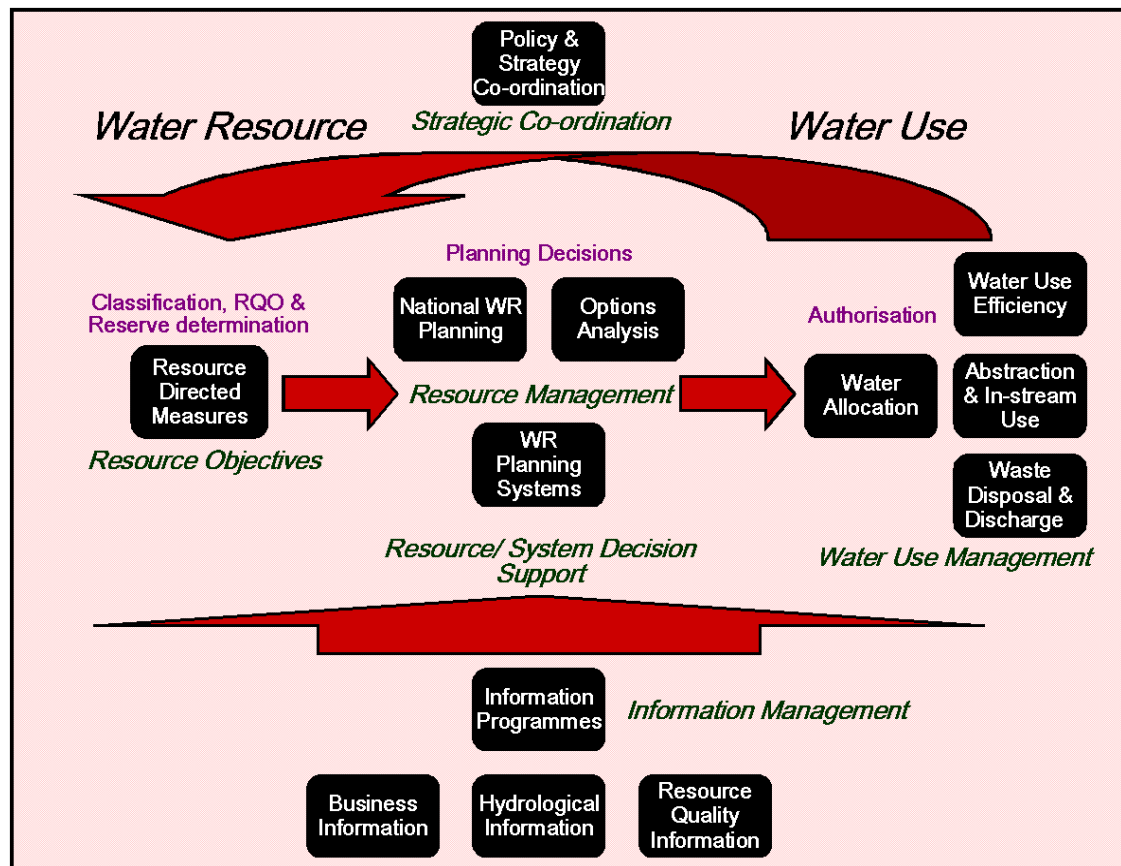 Policy &
Strategy
Co-ordination
Strategic Co-ordination
Water Resource
Water Use
Planning Decisions
Classification, RQO &
Reserve determination
National WR
Planning
Options
Analysis
Authorisation
Water Use
Efficiency
Resource
Directed
Measures
Resource Management
Water
Allocation
Abstraction
& In-stream
Use
Resource Objectives
WR
Planning
Systems
Waste
Disposal &
Discharge
Resource/ System Decision
Support
Water Use Management
Information
Programmes
Information Management
Business
Information
Hydrological
Information
Resource
Quality
Information